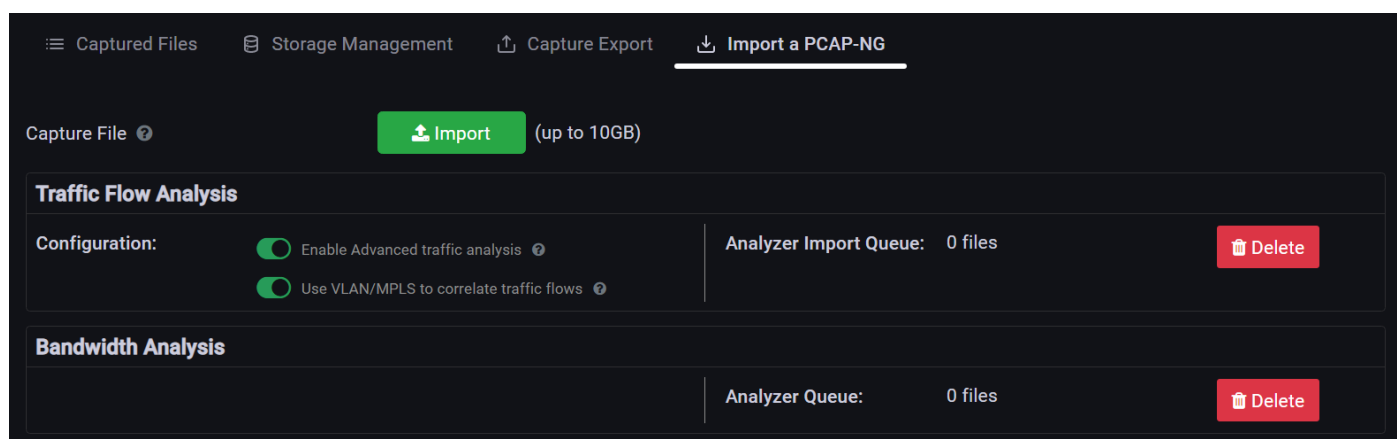 Captured Files Storage Management Capture Export Import a PCAP-NG
Capture File Import (up to 10GB)
Traffic Flow Analysis
Configuration: Enable Advanced traffic analysis Analyzer Import Queue: 0 files Delete
Use VLAN/MPLS to correlate traffic flows
Bandwidth Analysis
Analyzer Queue: 0 files Delete